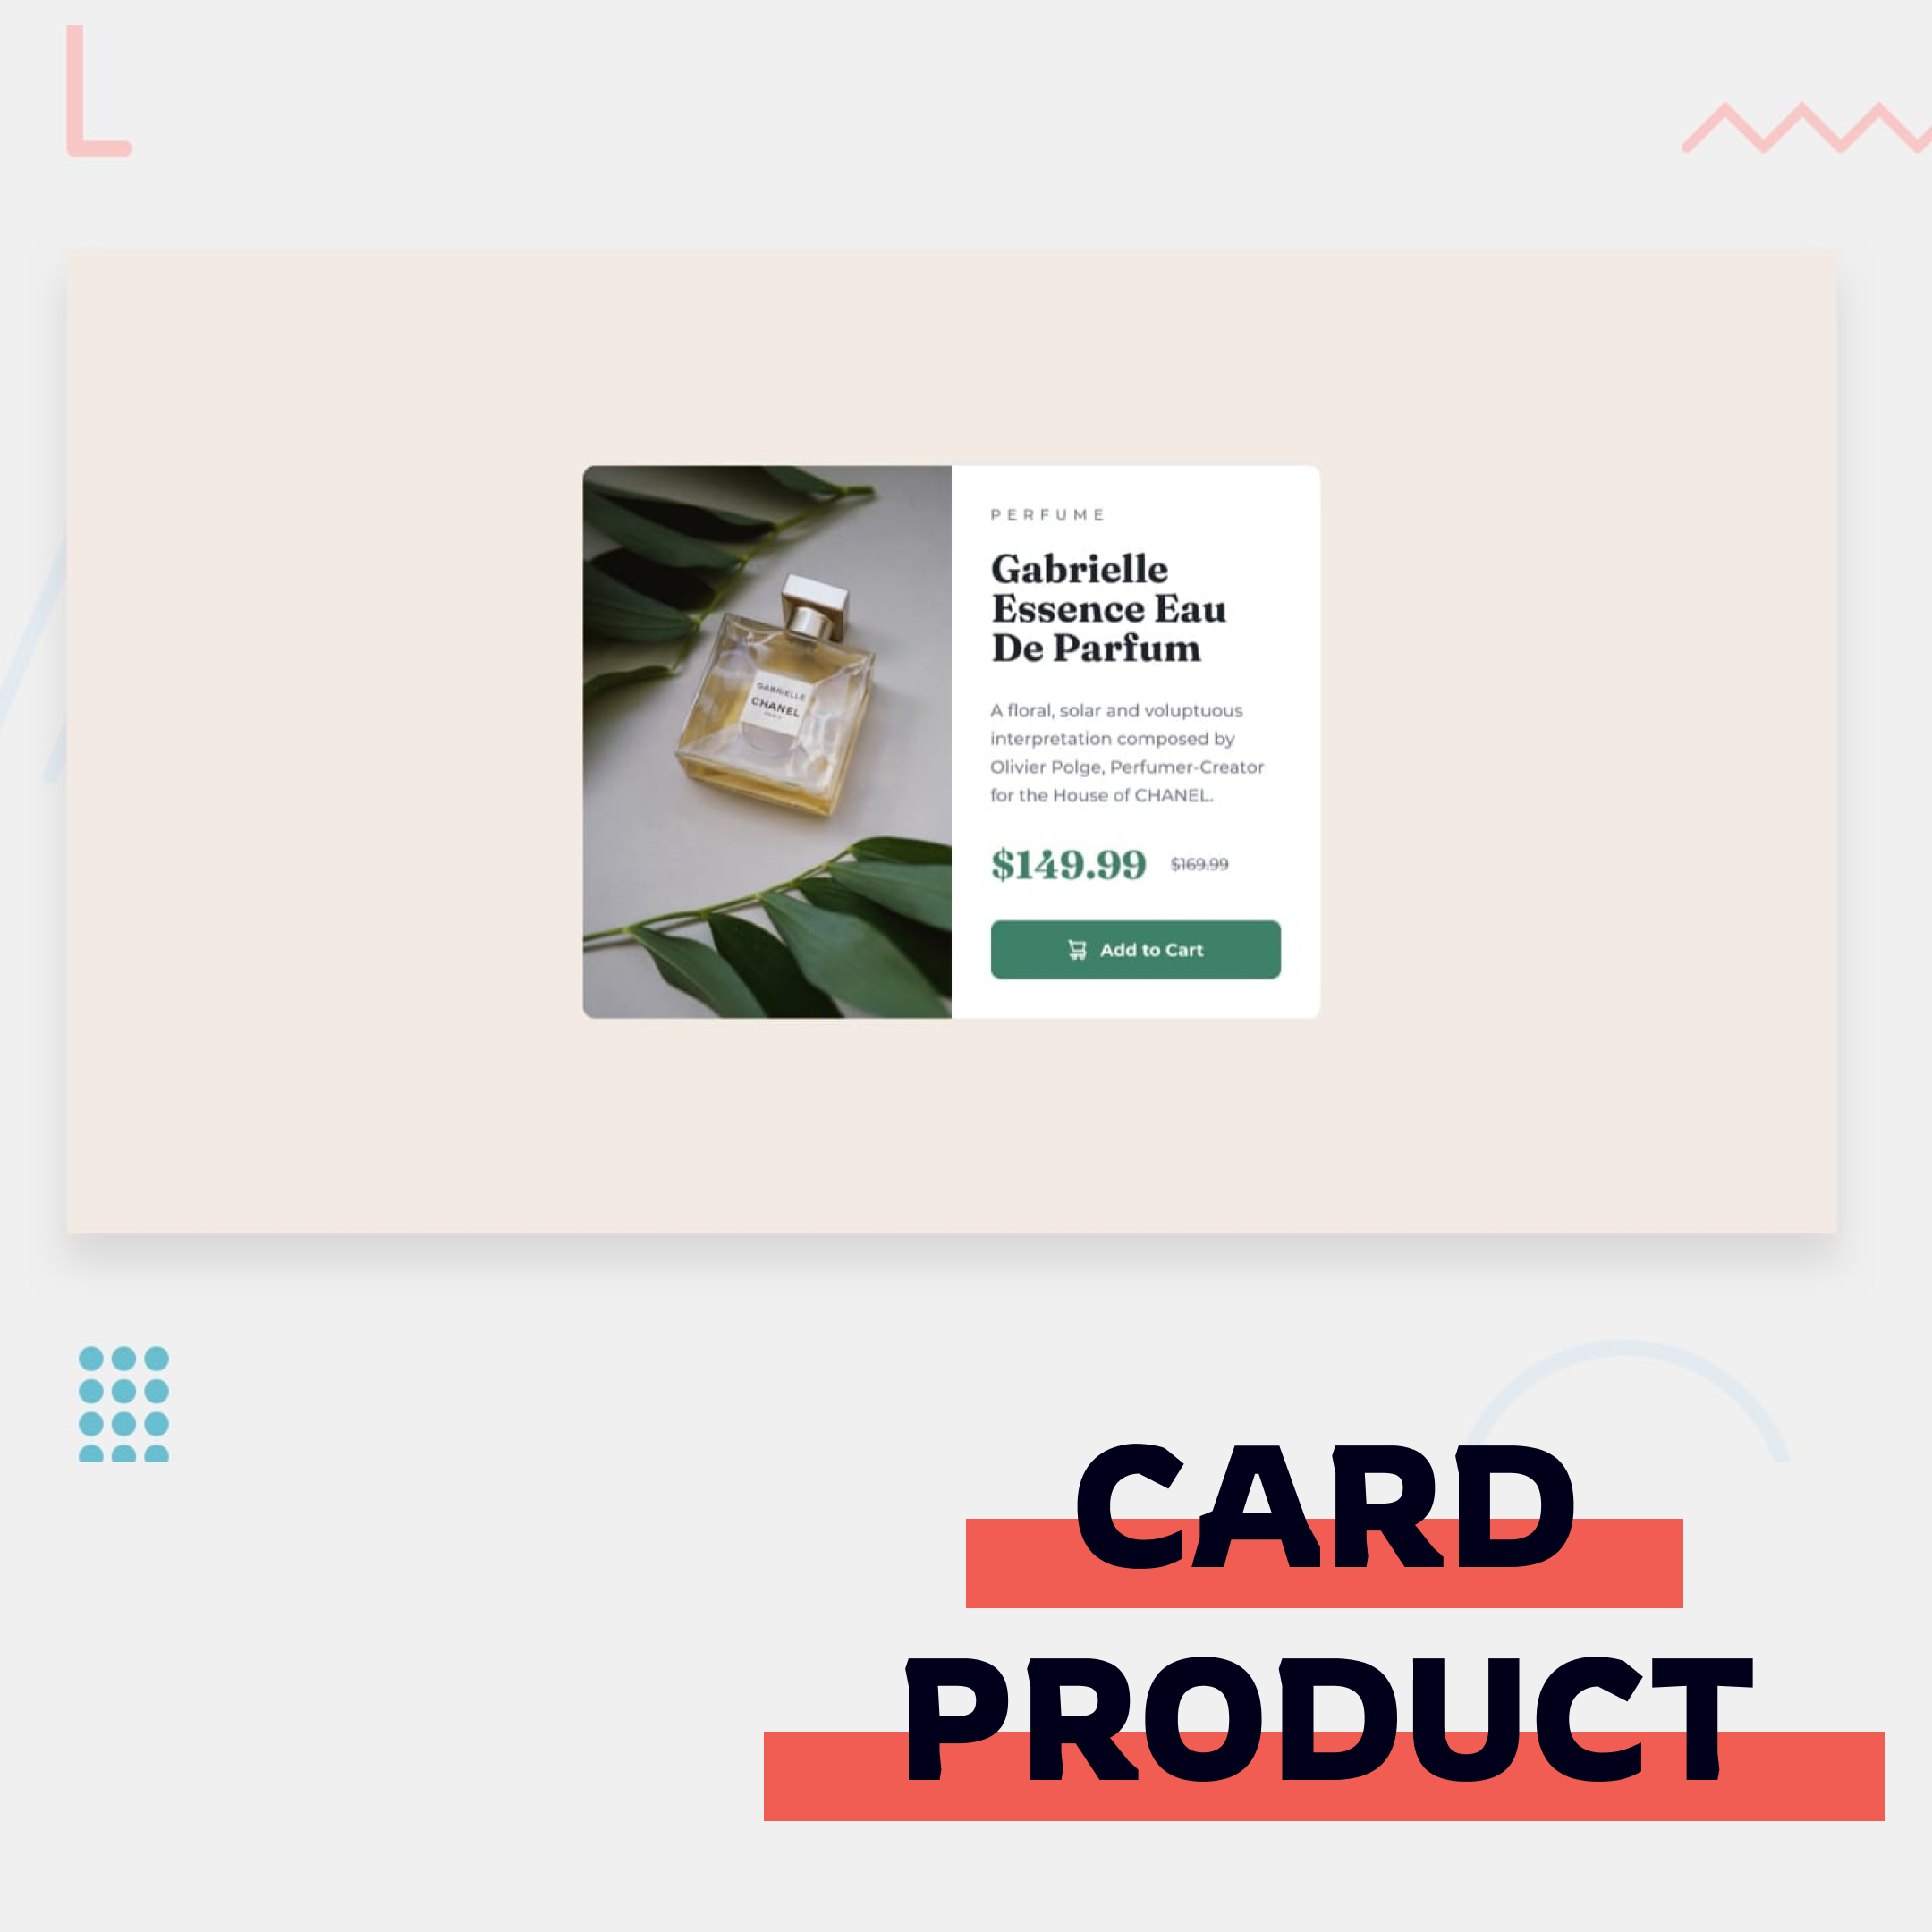 PERFUME
Gabrielle
Essence Eau
De Parfum
A floral, solar and voluptuous
interpretation composed by
Olivier Polge, Perfumer-Creator
for the House of CHANEL.
$149.99 $169.99
Add to Cart
GABRIELLE
CHANEL
PARIS
CARD
PRODUCT